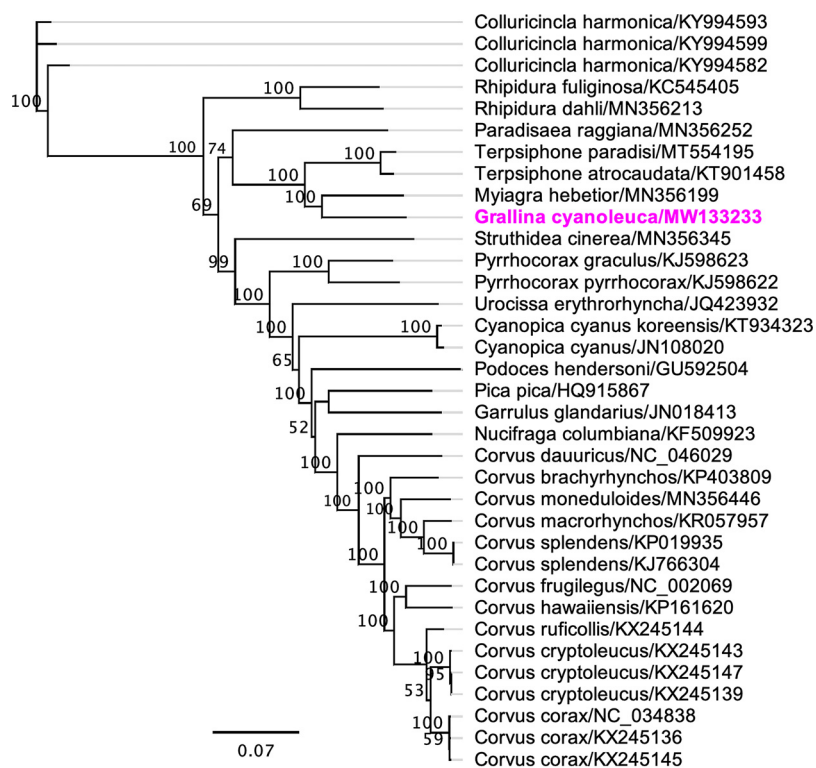 Colluricincla harmonica/KY994593
Colluricincla harmonica/KY994599
Colluricincla harmonica/KY994582
100
Rhipidura fuliginosa/KC545405
100
Rhipidura dahli/MN356213
Paradisaea raggiana/MN356252
100
74
Terpsiphone paradisi/MT554195
100
Terpsiphone atrocaudata/KT901458
100
Myiagra hebetior/MN356199
100
69
Grallina cyanoleuca/MW133233
Struthidea cinerea/MN356345
99
Pyrrhocorax graculus/KJ598623
100
Pyrrhocorax pyrrhocorax/KJ598622
100
Urocissa erythrorhyncha/JQ423932
100
Cyanopica cyanus koreensis/KT934323
100
Cyanopica cyanus/JN108020
65
Podoces hendersoni/GU592504
100
Pica pica/HQ915867
Garrulus glandarius/JN018413
52
Nucifraga columbiana/KF509923
100
Corvus dauuricus/NC_046029
100
Corvus brachyrhynchos/KP403809
100
Corvus moneduloides/MN356446
100
Corvus macrorhynchos/KR057957
100
Corvus splendens/KP019935
100
Corvus splendens/KJ766304
100
Corvus frugilegus/NC_002069
100
Corvus hawaiiensis/KP161620
100
Corvus ruficollis/KX245144
Corvus cryptoleucus/KX245143
100
Corvus cryptoleucus/KX245147
95
Corvus cryptoleucus/KX245139
53
Corvus corax/NC_034838
100
Corvus corax/KX245136
59
Corvus corax/KX245145
0.07